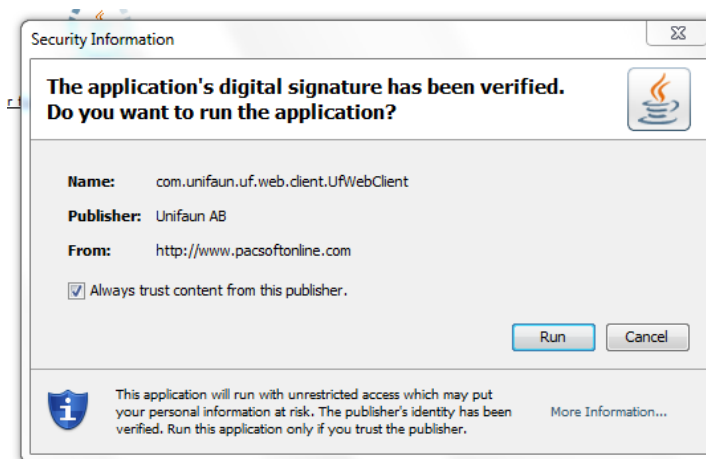 Security Information
The application's digital signature has been verified.
Do you want to run the application?
Name: com.unifaun.uf.web.client.UfWebClient
Publisher: Unifaun AB
From: http://www.pacsoftonline.com
Always trust content from this publisher.
Run Cancel
This application will run with unrestricted access which may put
your personal information at risk. The publisher's identity has been
verified. Run this application only if you trust the publisher.
More Information...